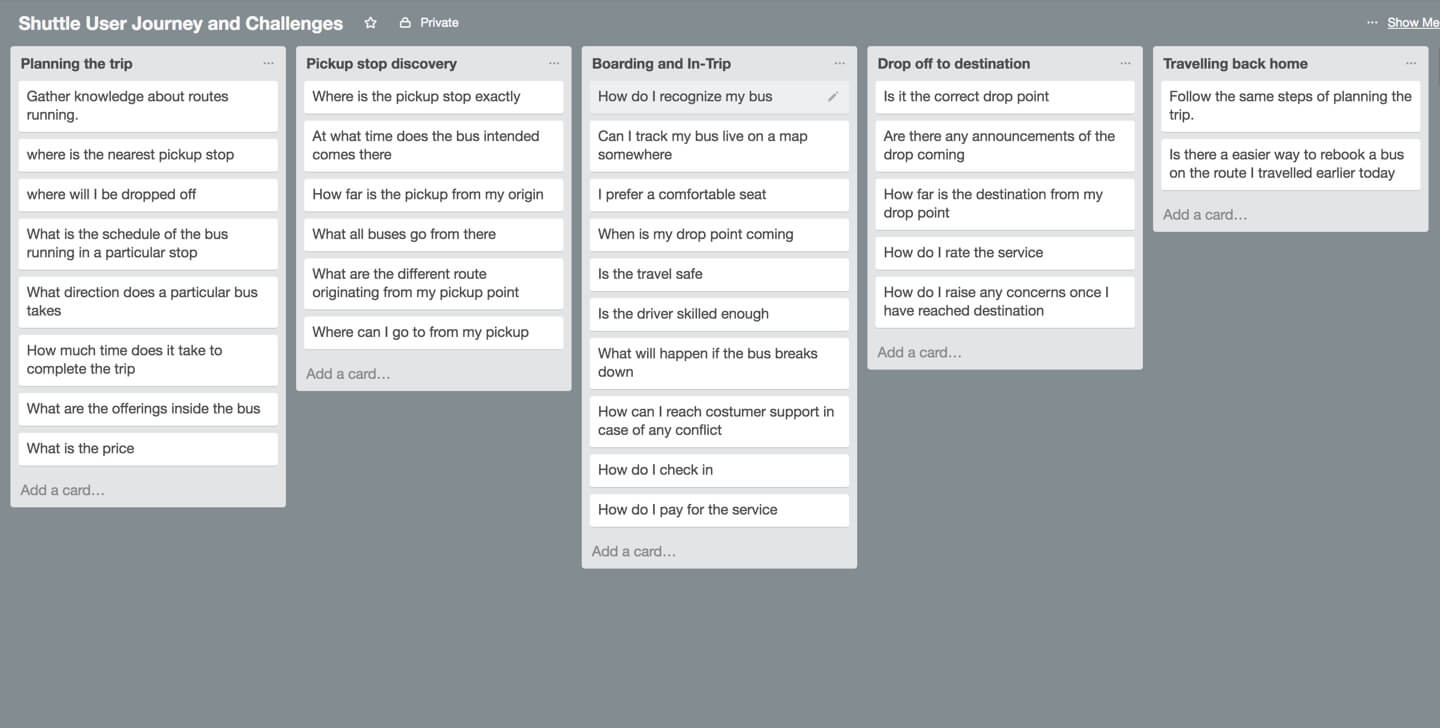 Shuttle User Journey and Challenges
Private
Show Me
Planning the trip
Gather knowledge about routes
running.
where is the nearest pickup stop
where will I be dropped off
What is the schedule of the bus
running in a particular stop
What direction does a particular bus
takes
How much time does it take to
complete the trip
What are the offerings inside the bus
What is the price
Add a card…
Pickup stop discovery
Where is the pickup stop exactly
At what time does the bus intended
comes there
How far is the pickup from my origin
What all buses go from there
What are the different route
originating from my pickup point
Where can I go to from my pickup
Add a card…
Boarding and In-Trip
How do I recognize my bus
Can I track my bus live on a map
somewhere
I prefer a comfortable seat
When is my drop point coming
Is the travel safe
Is the driver skilled enough
What will happen if the bus breaks
down
How can I reach costumer support in
case of any conflict
How do I check in
How do I pay for the service
Add a card…
Drop off to destination
Is it the correct drop point
Are there any announcements of the
drop coming
How far is the destination from my
drop point
How do I rate the service
How do I raise any concerns once I
have reached destination
Add a card…
Travelling back home
Follow the same steps of planning the
trip.
Is there a easier way to rebook a bus
on the route I travelled earlier today
Add a card…